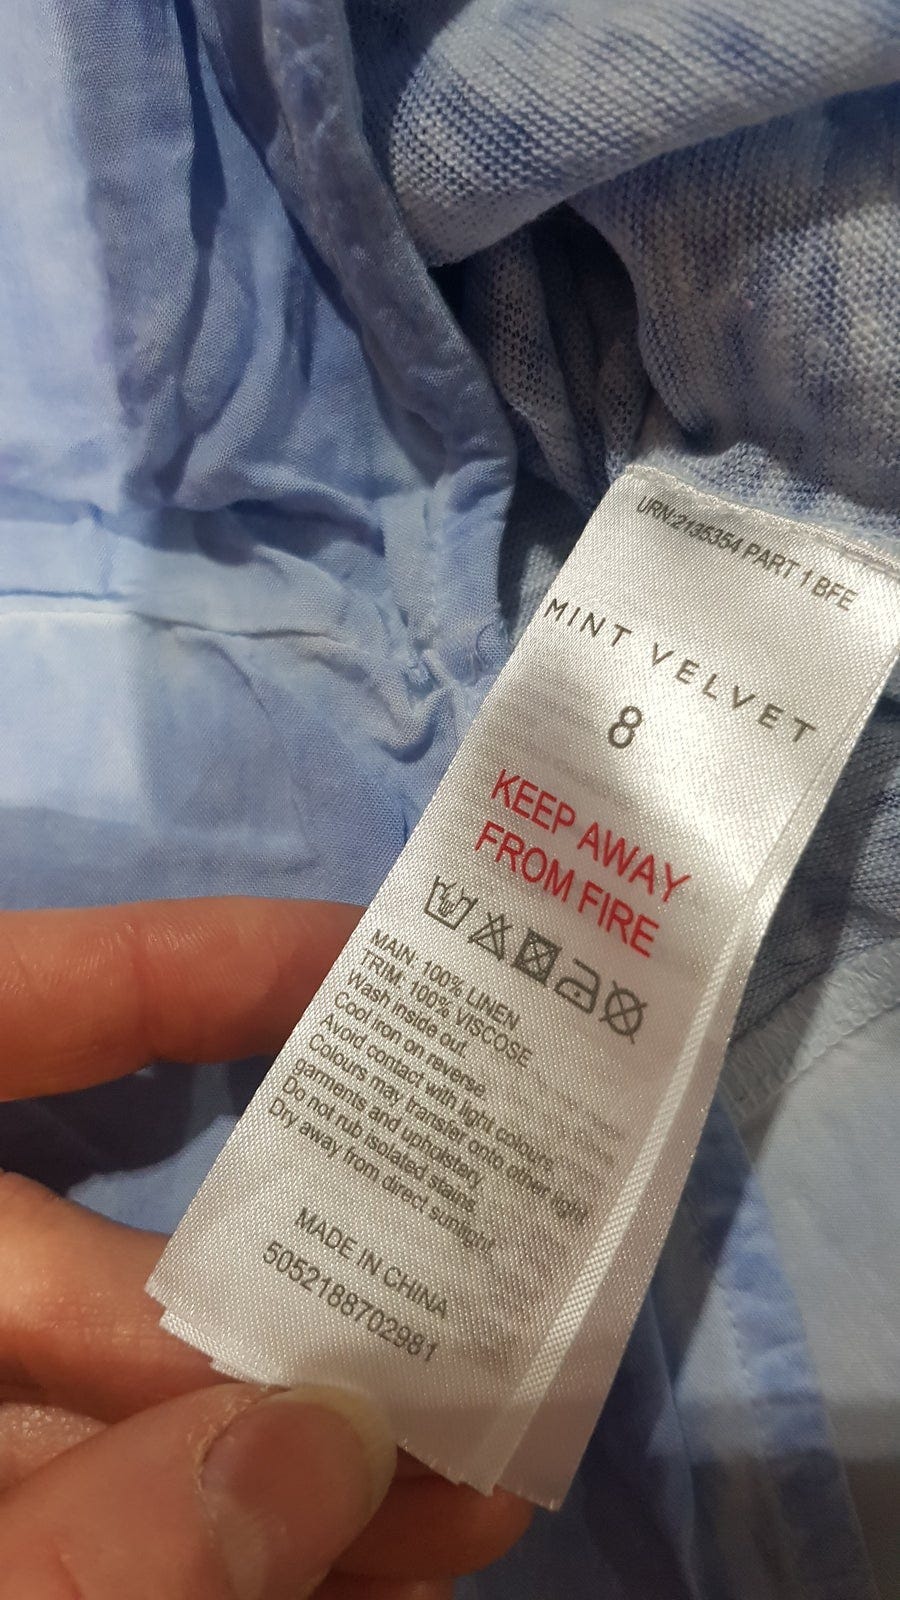 URN:2135354 PART 1 BFE
MINT VELVET
8
KEEP AWAY
FROM FIRE
MAIN: 100% LINEN
TRIM: 100% VISCOSE
Wash inside out.
Cool iron on reverse.
Avoid contact with light colours.
Colours may transfer onto other light
garments and upholstery.
Do not rub isolated stains.
Dry away from direct sunlight
MADE IN CHINA
5052188702981